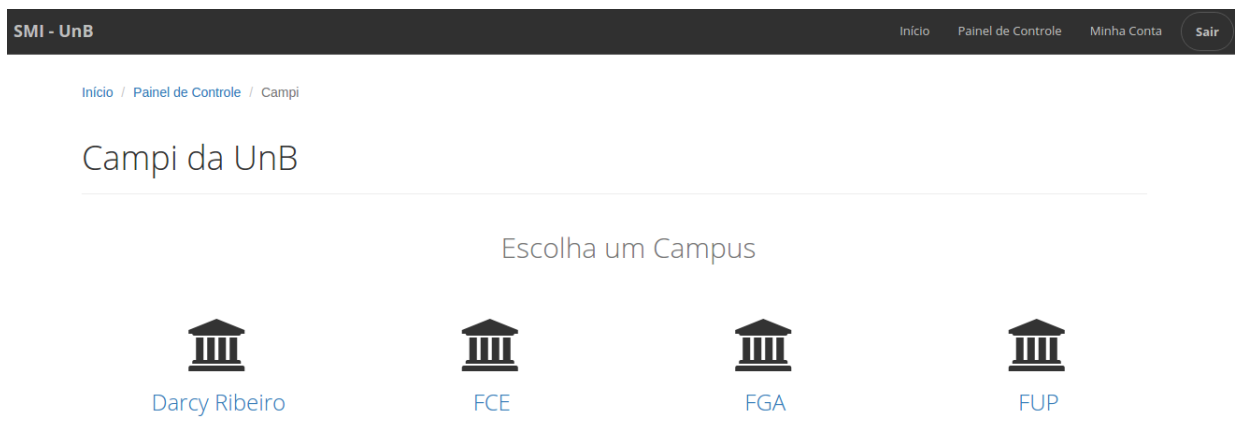 SMI - UnB Início Painel de Controle Minha Conta Sair
Início / Painel de Controle / Campi
Campi da UnB
Escolha um Campus
Darcy Ribeiro FCE FGA FUP